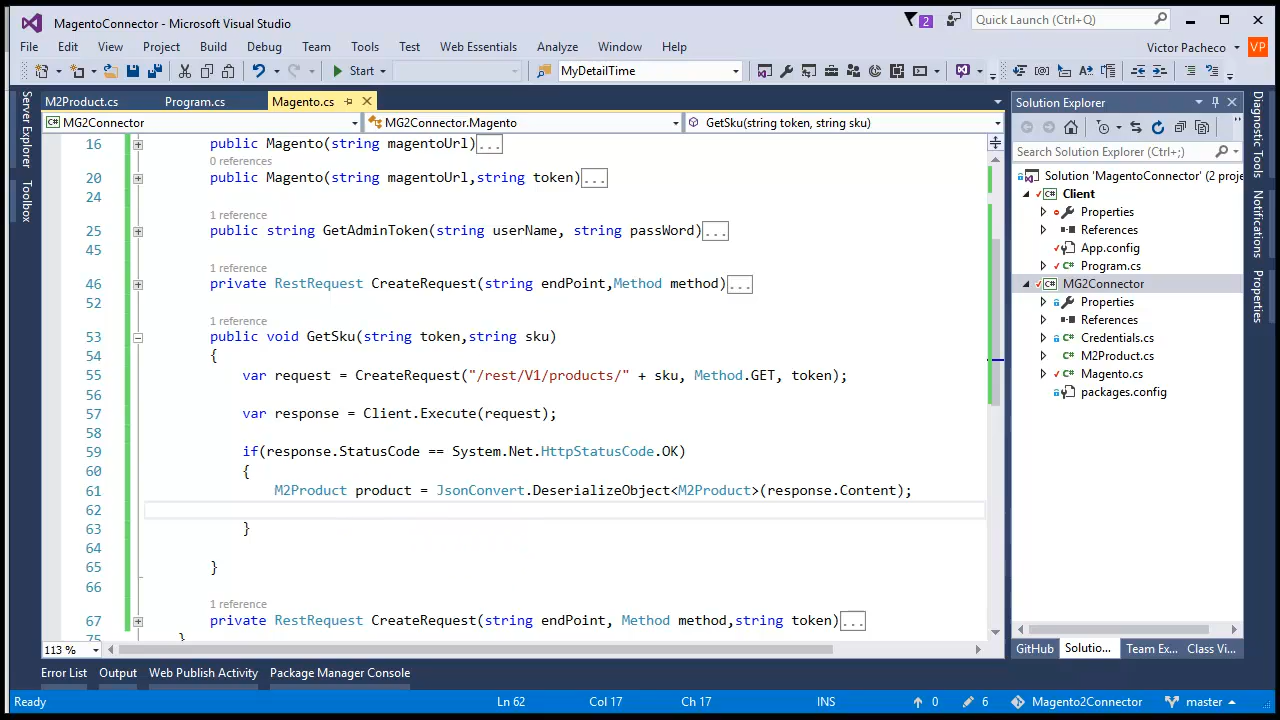 MagentoConnector - Microsoft Visual Studio
2
Quick Launch (Ctrl+Q)
File Edit View Project Build Debug Team Tools Test Web Essentials Analyze Window Help
Victor Pacheco
VP
Start
MyDetailTime
Server Explorer
Toolbox
M2Product.cs Program.cs Magento.cs
MG2Connector
MG2Connector.Magento
GetSku(string token, string sku)
16 public Magento(string magentoUrl)...
0 references
20 public Magento(string magentoUrl,string token)...
24
1 reference
25 public string GetAdminToken(string userName, string passWord)...
45
1 reference
46 private RestRequest CreateRequest(string endPoint,Method method)...
52
1 reference
53 public void GetSku(string token,string sku)
54 {
55 var request = CreateRequest("/rest/V1/products/" + sku, Method.GET, token);
56
57 var response = Client.Execute(request);
58
59 if(response.StatusCode == System.Net.HttpStatusCode.OK)
60 {
61 M2Product product = JsonConvert.DeserializeObject<M2Product>(response.Content);
62
63 }
64
65 }
66
1 reference
67 private RestRequest CreateRequest(string endPoint, Method method,string token)...
75 }
113 %
Solution Explorer
Search Solution Explorer (Ctrl+;)
Solution 'MagentoConnector' (2 proje
Client
Properties
References
App.config
Program.cs
MG2Connector
Properties
References
Credentials.cs
M2Product.cs
Magento.cs
packages.config
GitHub Solutio... Team Ex... Class Vi...
Diagnostic Tools
Notifications
Properties
Error List Output Web Publish Activity Package Manager Console
Ready Ln 62 Col 17 Ch 17 INS 0 6 Magento2Connector master